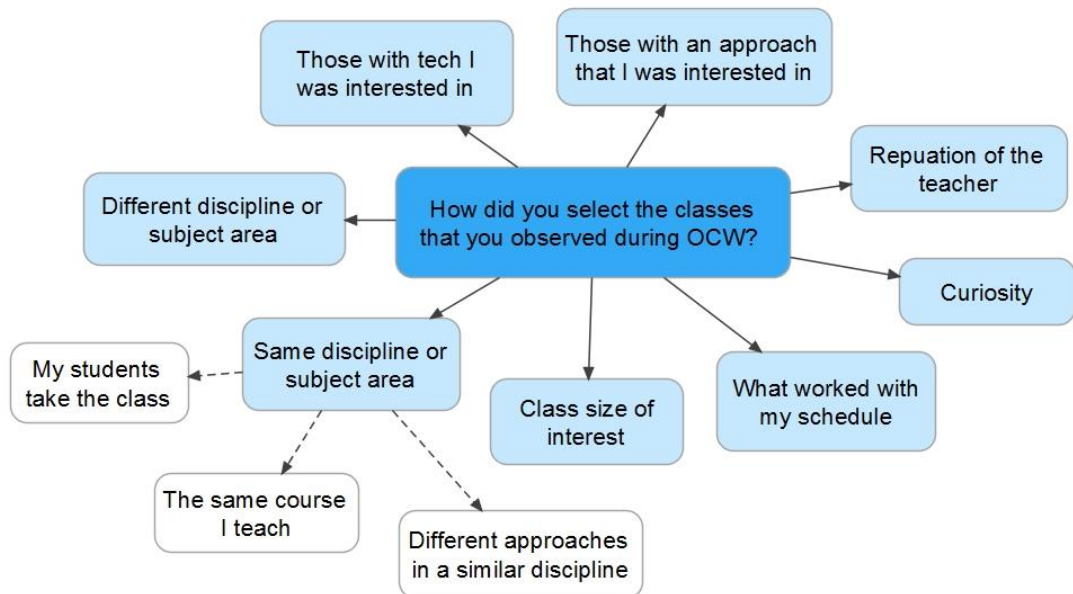 Those with tech I
was interested in
Those with an approach
that I was interested in
Repuation of the
teacher
Different discipline or
subject area
How did you select the classes
that you observed during OCW?
Curiosity
Same discipline or
subject area
My students
take the class
Class size of
interest
What worked with
my schedule
The same course
I teach
Different approaches
in a similar discipline